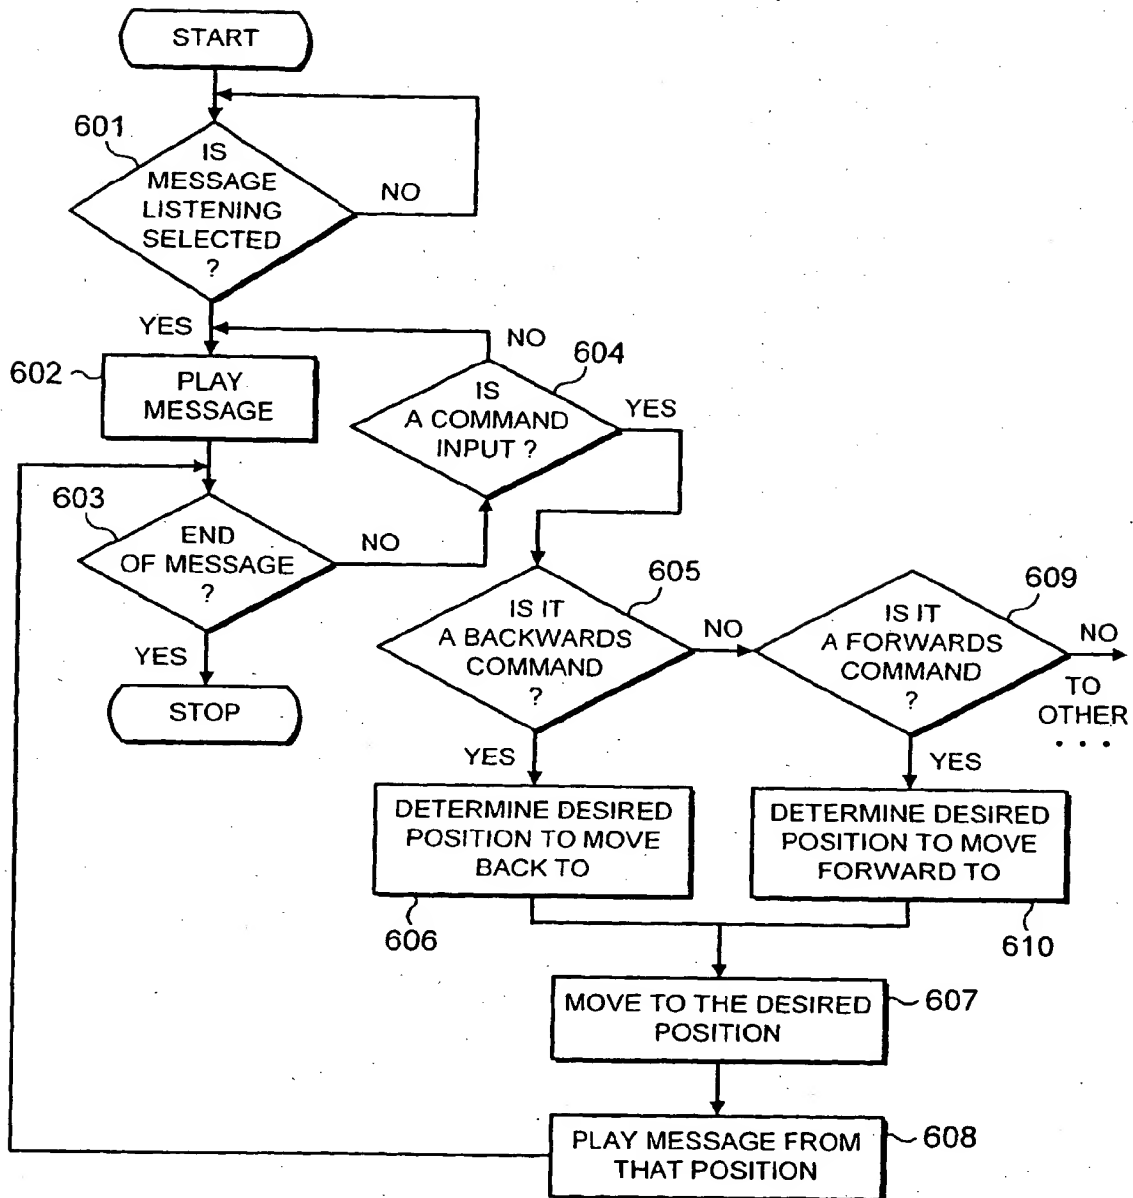 START
601
IS
MESSAGE
LISTENING
SELECTED
?
NO
YES
NO
602
PLAY
MESSAGE
604
IS
A COMMAND
INPUT ?
YES
603
END
OF MESSAGE
?
NO
YES
STOP
605
IS IT
A BACKWARDS
COMMAND
?
NO
609
IS IT
A FORWARDS
COMMAND
?
NO
TO
OTHER
. . .
YES
YES
DETERMINE DESIRED
POSITION TO MOVE
BACK TO
606
DETERMINE DESIRED
POSITION TO MOVE
FORWARD TO
610
MOVE TO THE DESIRED
POSITION
607
PLAY MESSAGE FROM
THAT POSITION
608